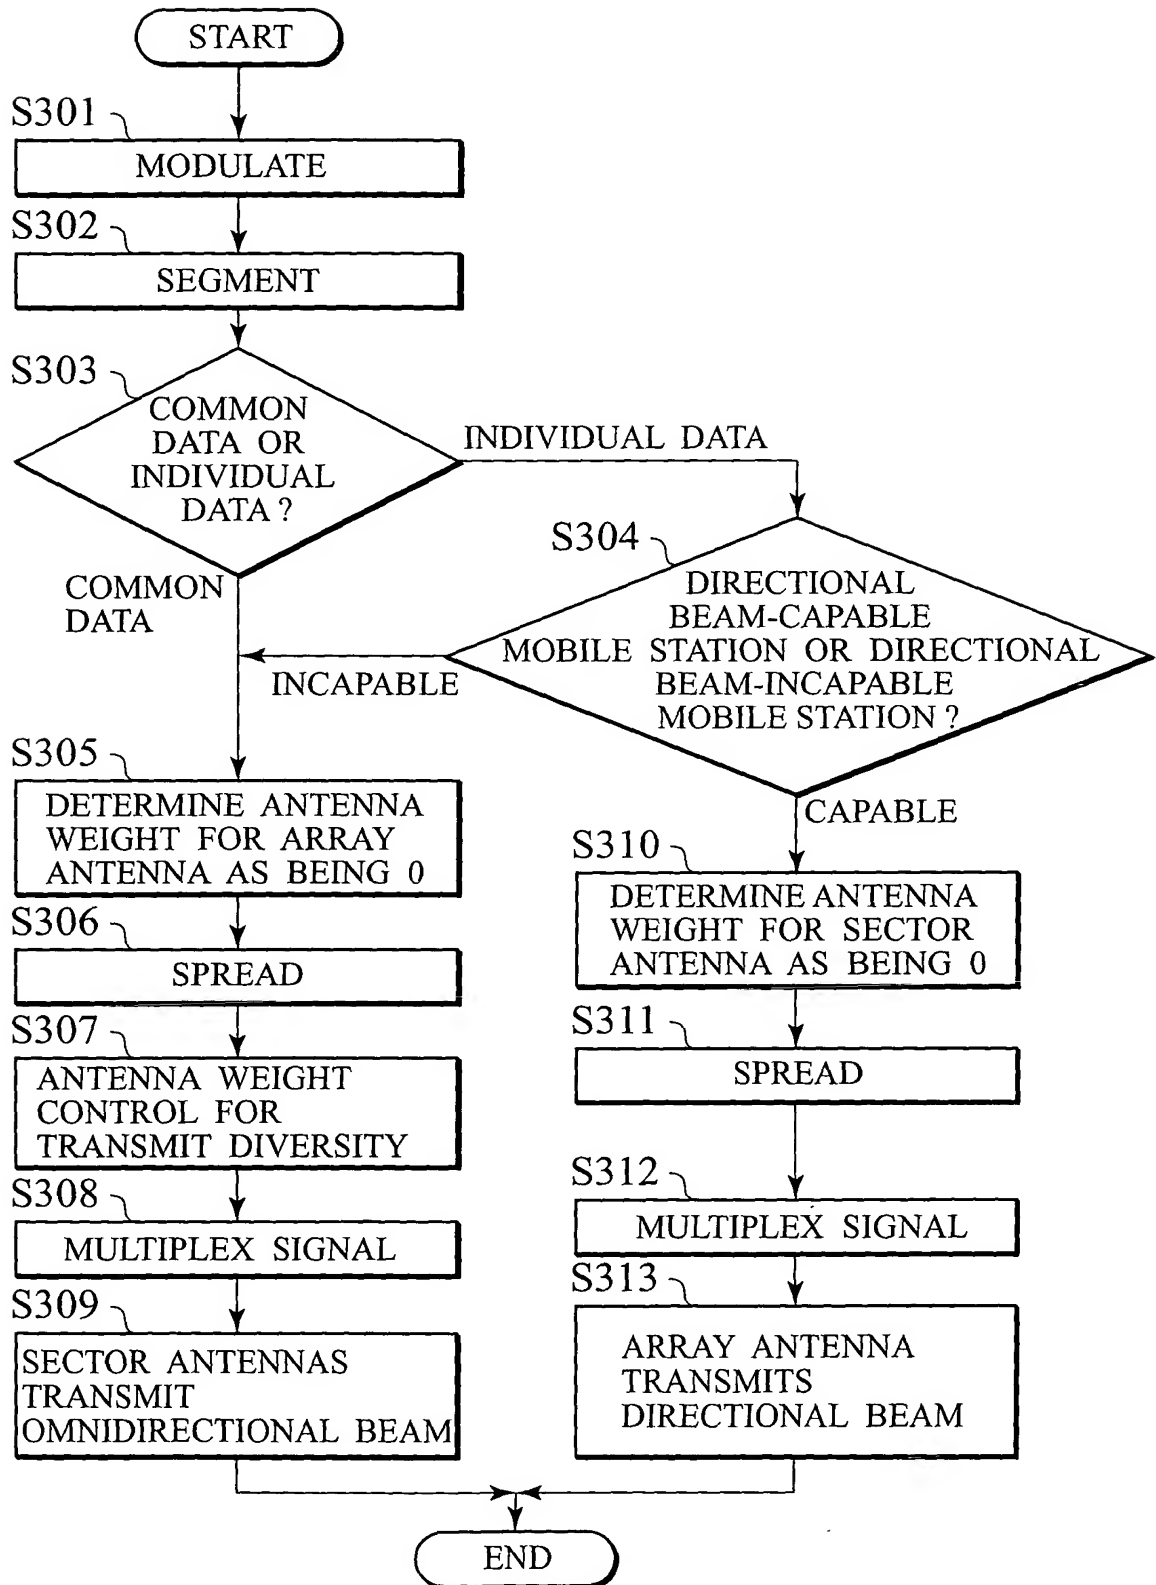 START
S301
MODULATE
S302
SEGMENT
S303
COMMON
DATA OR
INDIVIDUAL
DATA ?
INDIVIDUAL DATA
COMMON
DATA
S304
DIRECTIONAL
BEAM-CAPABLE
MOBILE STATION OR DIRECTIONAL
BEAM-INCAPABLE
MOBILE STATION ?
INCAPABLE
CAPABLE
S305
DETERMINE ANTENNA
WEIGHT FOR ARRAY
ANTENNA AS BEING 0
S306
SPREAD
S307
ANTENNA WEIGHT
CONTROL FOR
TRANSMIT DIVERSITY
S308
MULTIPLEX SIGNAL
S309
SECTOR ANTENNAS
TRANSMIT
OMNIDIRECTIONAL BEAM
S310
DETERMINE ANTENNA
WEIGHT FOR SECTOR
ANTENNA AS BEING 0
S311
SPREAD
S312
MULTIPLEX SIGNAL
S313
ARRAY ANTENNA
TRANSMITS
DIRECTIONAL BEAM
END